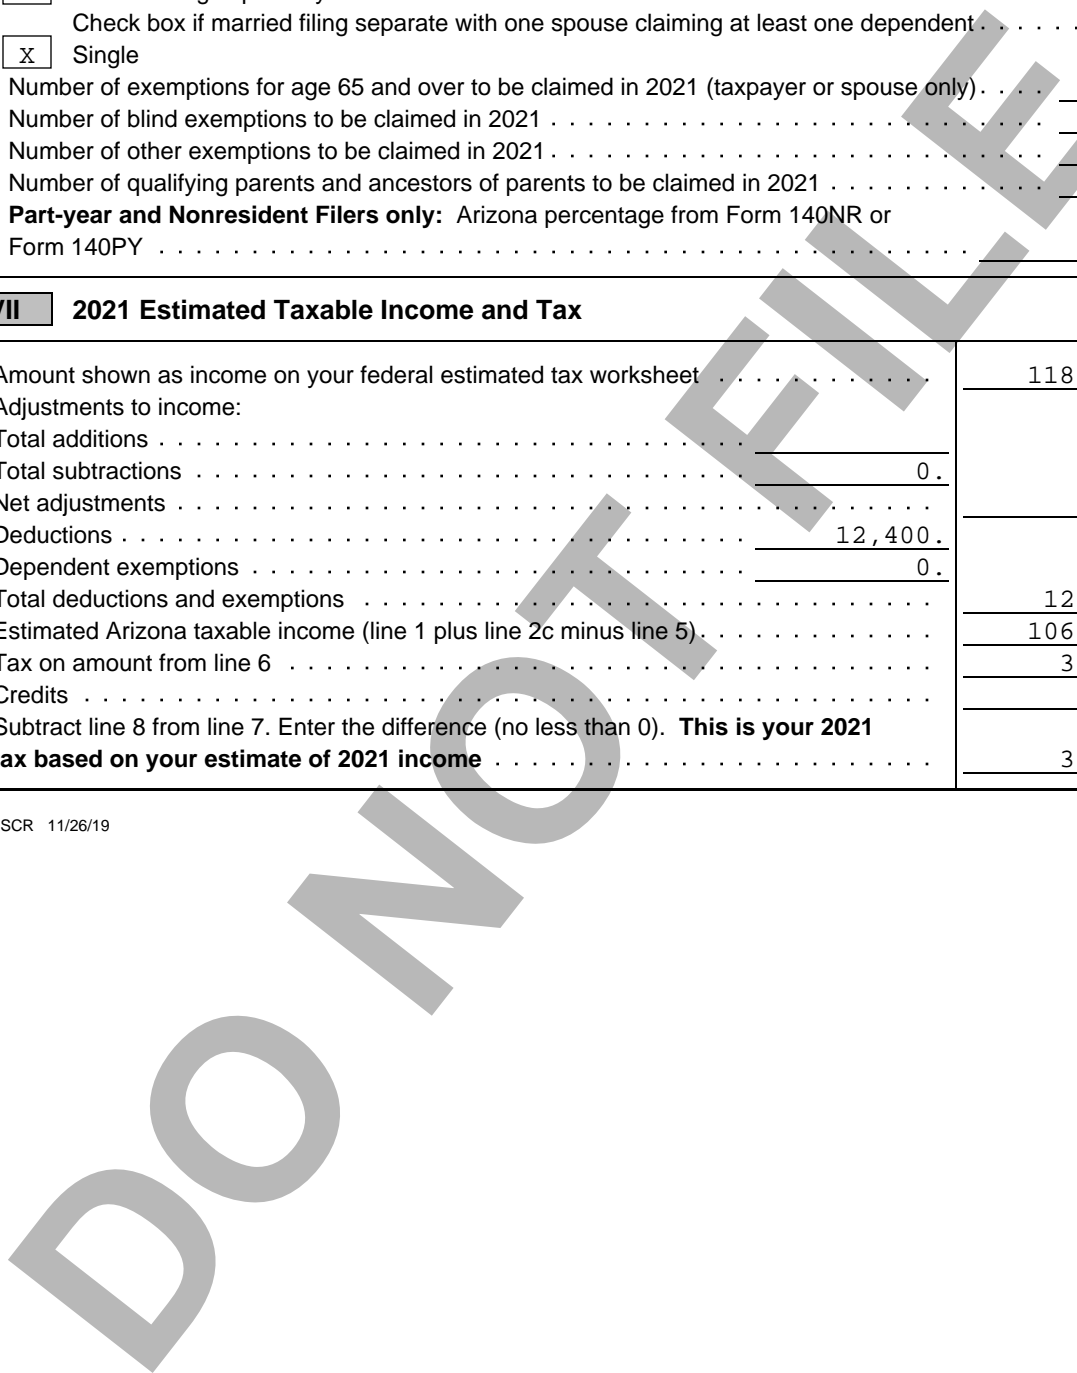 Check box if married filing separate with one spouse claiming at least one dependent . . . . . .
X Single
Number of exemptions for age 65 and over to be claimed in 2021 (taxpayer or spouse only) . . . .
Number of blind exemptions to be claimed in 2021 . . . . . . . . . . . . . . . . . . . . . . . . . . . .
Number of other exemptions to be claimed in 2021 . . . . . . . . . . . . . . . . . . . . . . . . . . . .
Number of qualifying parents and ancestors of parents to be claimed in 2021 . . . . . . . . . . . .
Part-year and Nonresident Filers only: Arizona percentage from Form 140NR or
Form 140PY . . . . . . . . . . . . . . . . . . . . . . . . . . . . . . . . . . . . . . . . . . . .
VII 2021 Estimated Taxable Income and Tax
Amount shown as income on your federal estimated tax worksheet . . . . . . . . . . . . 118
Adjustments to income:
Total additions . . . . . . . . . . . . . . . . . . . . . . . . . . . . . . . .
Total subtractions . . . . . . . . . . . . . . . . . . . . . . . . . . . . . . 0.
Net adjustments . . . . . . . . . . . . . . . . . . . . . . . . . . . . . . . . . . . . . . . . .
Deductions . . . . . . . . . . . . . . . . . . . . . . . . . . . . . . . . . . 12,400.
Dependent exemptions . . . . . . . . . . . . . . . . . . . . . . . . . . . 0.
Total deductions and exemptions . . . . . . . . . . . . . . . . . . . . . . . . . . . . . . . 12
Estimated Arizona taxable income (line 1 plus line 2c minus line 5) . . . . . . . . . . . . . 106
Tax on amount from line 6 . . . . . . . . . . . . . . . . . . . . . . . . . . . . . . . . . . . 3
Credits . . . . . . . . . . . . . . . . . . . . . . . . . . . . . . . . . . . . . . . . . . . . . .
Subtract line 8 from line 7. Enter the difference (no less than 0). This is your 2021
tax based on your estimate of 2021 income . . . . . . . . . . . . . . . . . . . . . . . . 3
SCR 11/26/19
DO NOT FILE